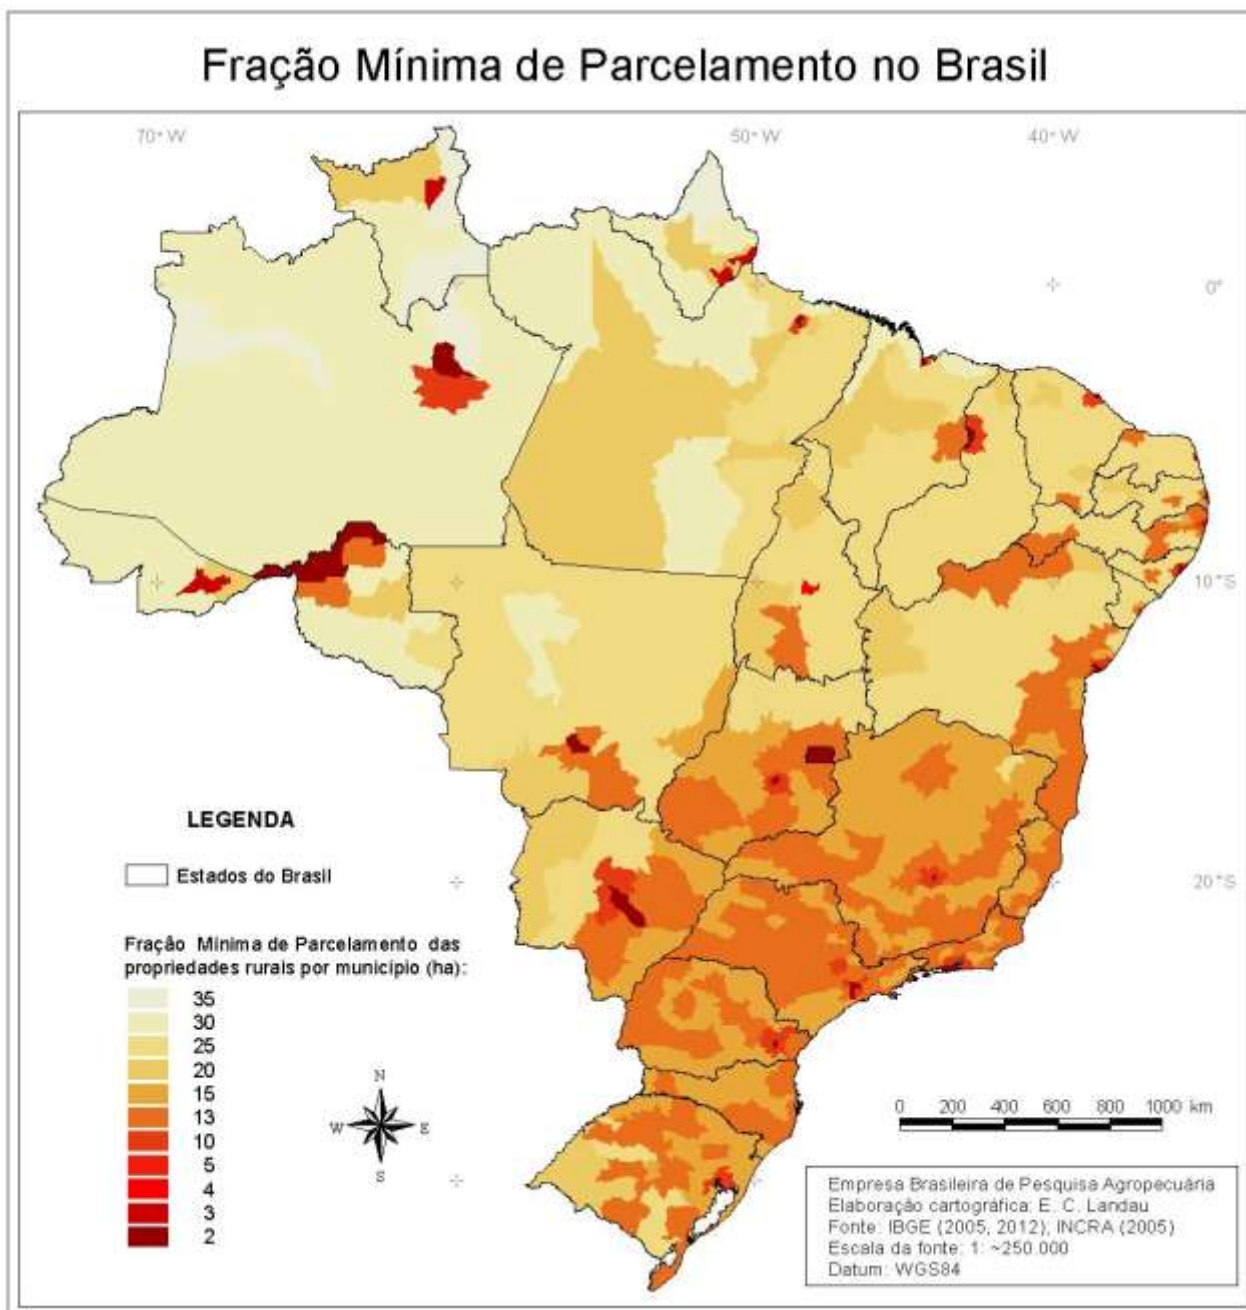 Fração Mínima de Parcelamento no Brasil
70° W
50° W
40° W
0°
10°S
20°S
LEGENDA
Estados do Brasil
Fração Mínima de Parcelamento das
propriedades rurais por município (ha):
35
30
25
20
15
13
10
5
4
3
2
N
W
E
S
0 200 400 600 800 1000 km
Empresa Brasileira de Pesquisa Agropecuária
Elaboração cartográfica: E. C. Landau
Fonte: IBGE (2005, 2012), INCRA (2005)
Escala da fonte: 1: ~250.000
Datum: WGS84